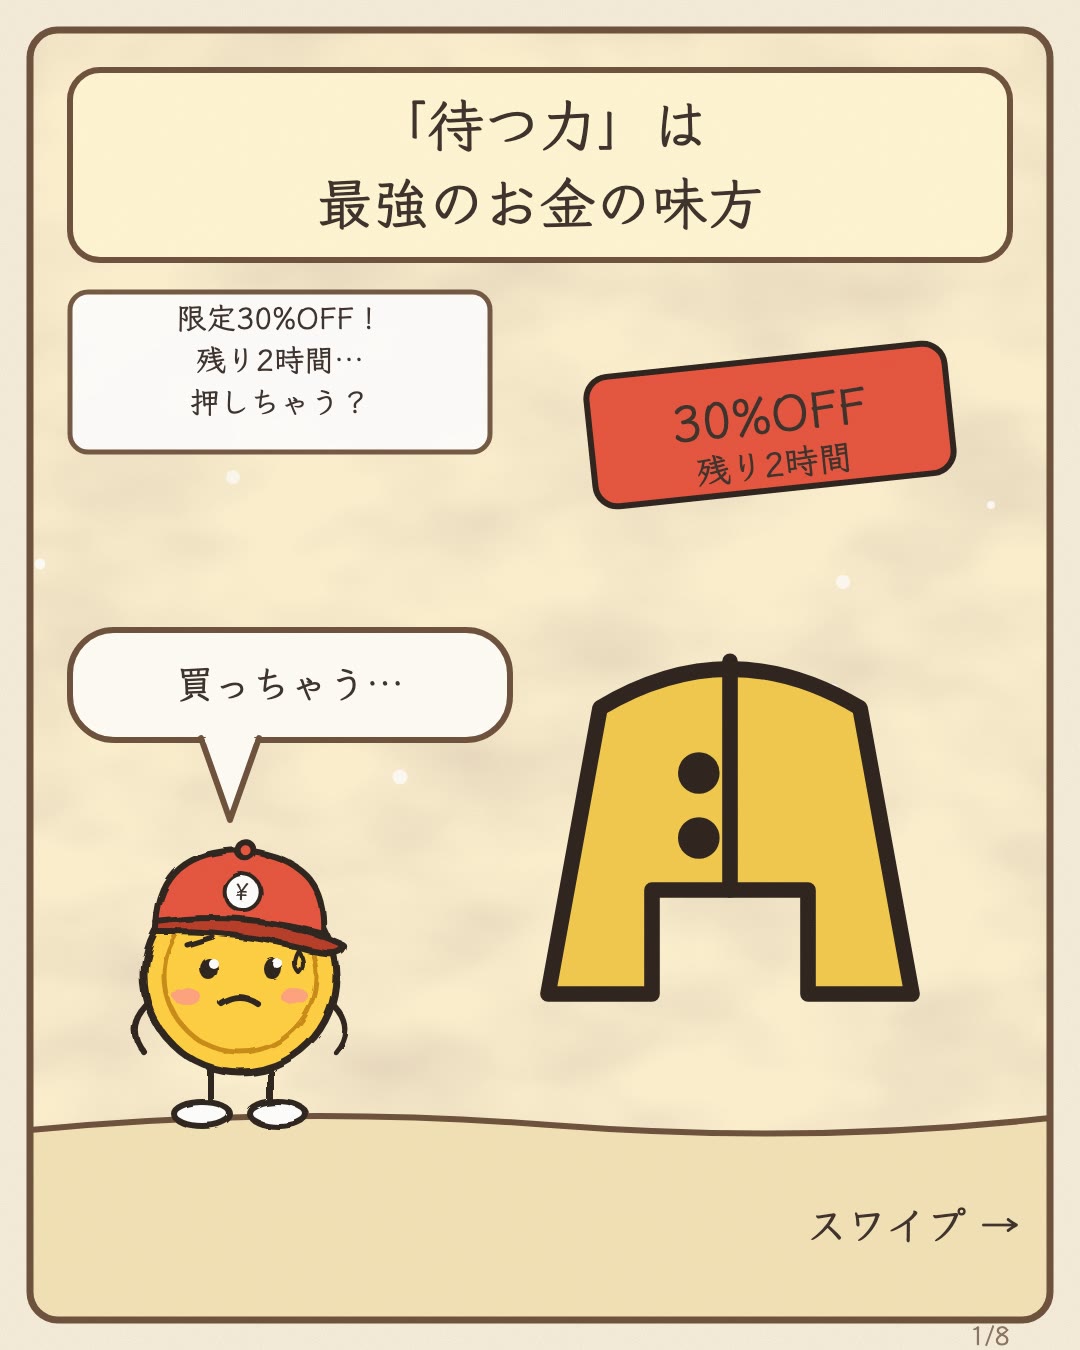 「待つ力」は
最強のお金の味方
限定30%OFF！
残り2時間…
押しちゃう？
30%OFF
残り2時間
買っちゃう…
¥
スワイプ →
1/8